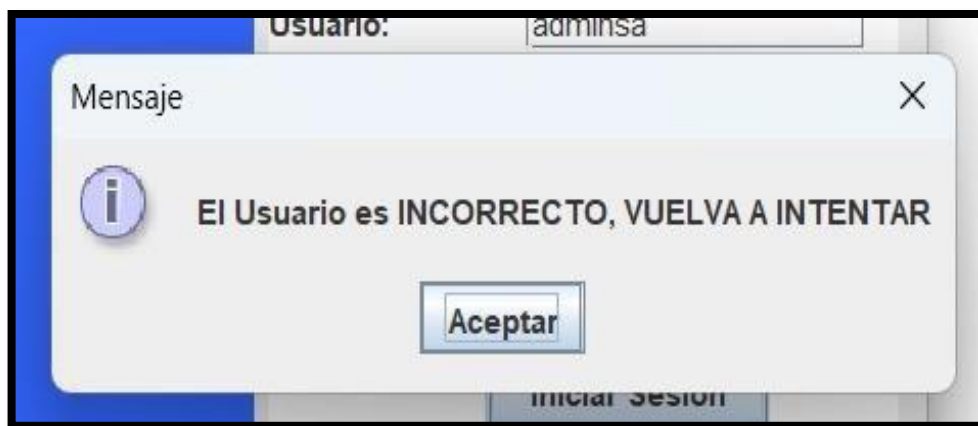 Usuario:
adminsa
Mensaje
El Usuario es INCORRECTO, VUELVA A INTENTAR
Aceptar
Iniciar Sesion